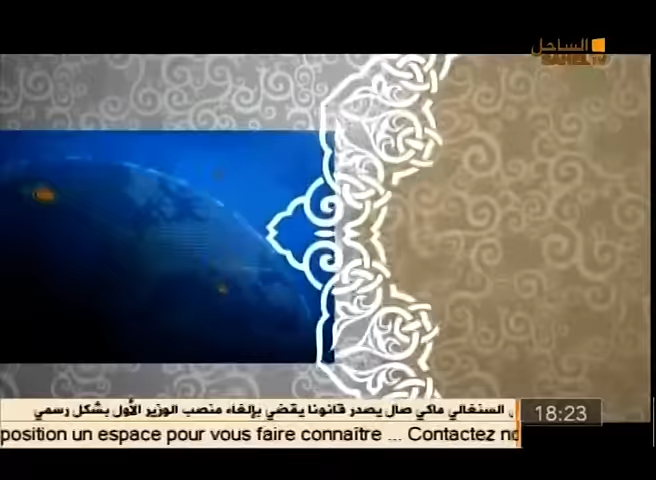 الساحل
SAHEL TV
السنغالي ماكي صال يصدر قانونا يقضي بإلغاء منصب الوزير الأول بشكل رسمي
18:23
position un espace pour vous faire connaître ... Contactez